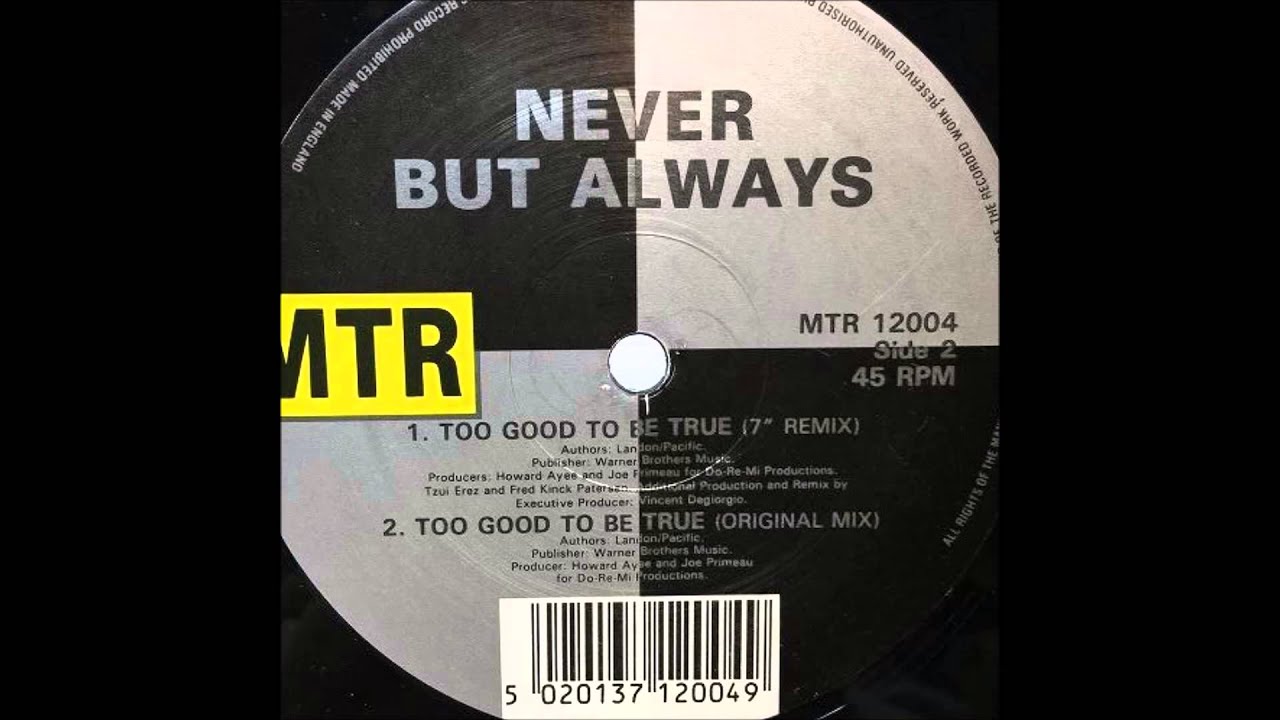 THE RECORD PROHIBITED MADE IN ENGLAND
OF THE RECORDED WORK RESERVED UNAUTHORISED
ALL RIGHTS OF THE
NEVER
BUT ALWAYS
MTR
MTR 12004
Side 2
45 RPM
1. TOO GOOD TO BE TRUE (7" REMIX)
Authors: Landon/Pacific.
Publisher: Warner Brothers Music.
Producers: Howard Ayee and Joe Primeau for Do-Re-Mi Productions.
Tzui Erez and Fred Kinck Petersen, additional Production and Remix by
Executive Producer: Vincent Degiorgio.
2. TOO GOOD TO BE TRUE (ORIGINAL MIX)
Authors: Landon/Pacific.
Publisher: Warner Brothers Music.
Producer: Howard Ayee and Joe Primeau
for Do-Re-Mi Productions.
5 020137 120049